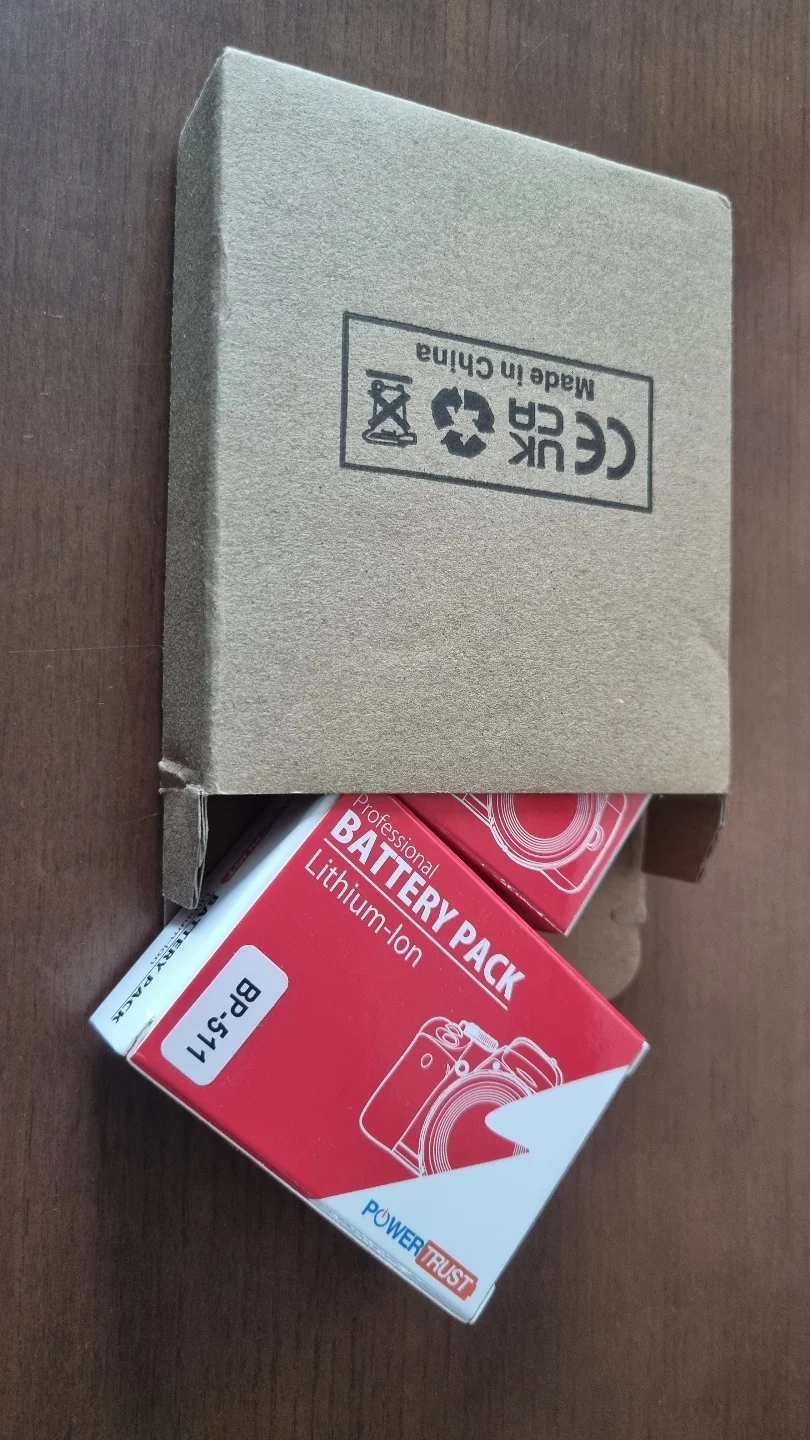 Made in China
CE UK CA
Professional
BATTERY PACK
Lithium-Ion
BP-511
POWERTRUST
BATTERY PACK